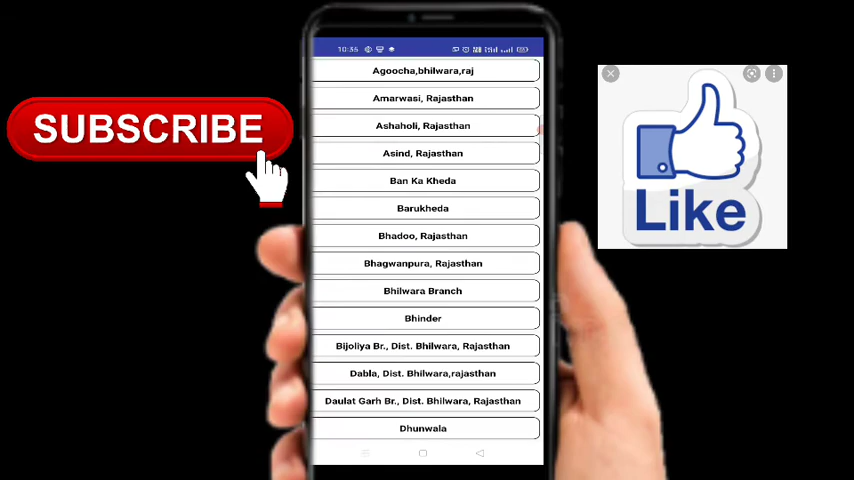 SUBSCRIBE
10:35
Agoocha,bhilwara,raj
Amarwasi, Rajasthan
Ashaholi, Rajasthan
Asind, Rajasthan
Ban Ka Kheda
Barukheda
Bhadoo, Rajasthan
Bhagwanpura, Rajasthan
Bhilwara Branch
Bhinder
Bijoliya Br., Dist. Bhilwara, Rajasthan
Dabla, Dist. Bhilwara,rajasthan
Daulat Garh Br., Dist. Bhilwara, Rajasthan
Dhunwala
Like